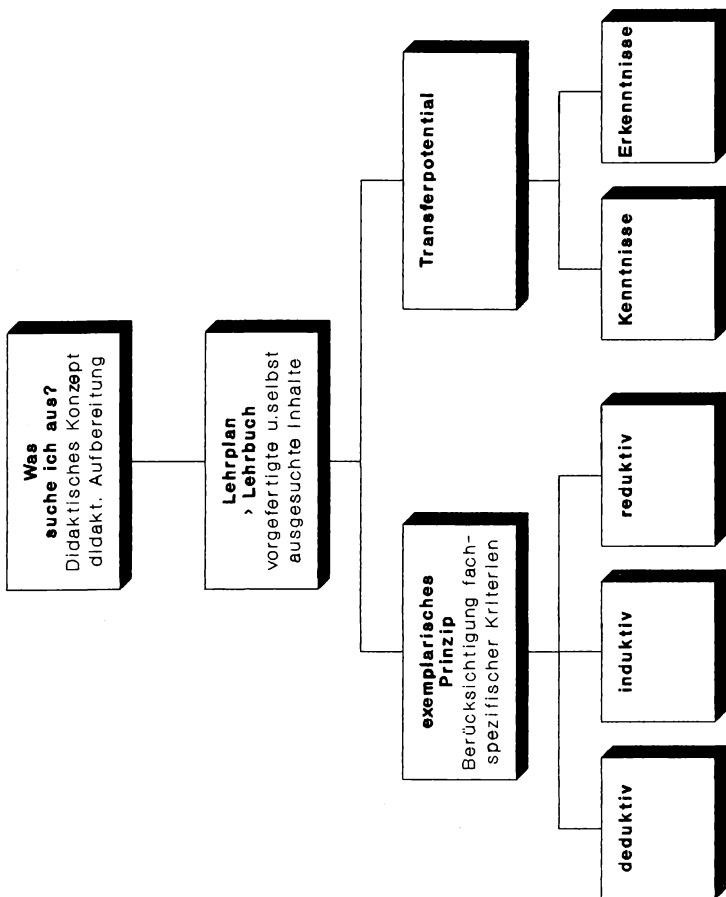 Was
suche ich aus?
Didaktisches Konzept
didakt. Aufbereitung
Lehrplan
> Lehrbuch
vorgefertigte u.selbst
ausgesuchte Inhalte
exemplarisches
Prinzip
Berücksichtigung fach-
spezifischer Kriterien
Transferpotential
deduktiv
induktiv
reduktiv
Kenntnisse
Erkenntnisse